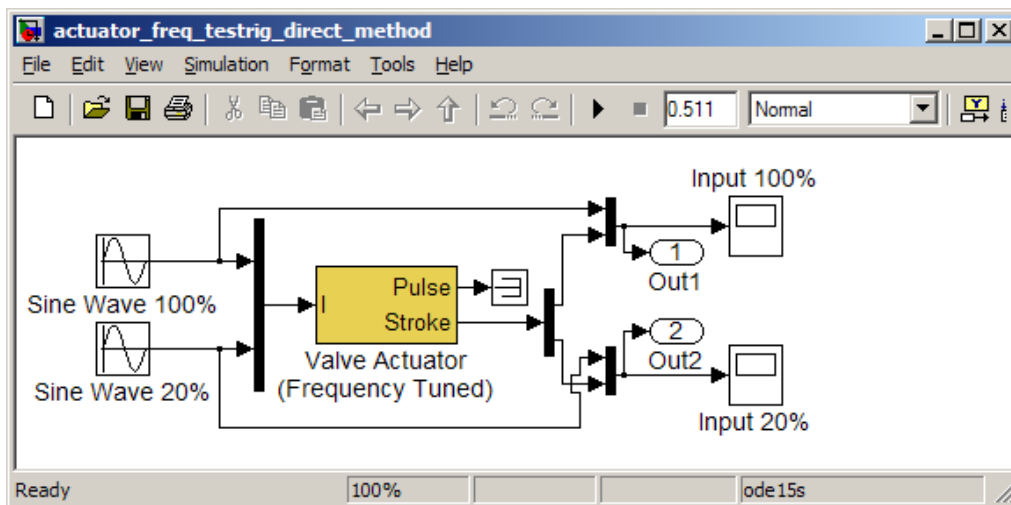 actuator_freq_testrig_direct_method
File Edit View Simulation Format Tools Help
0.511 Normal
Input 100%
1
Out1
Sine Wave 100%
I
Pulse
Stroke
Valve Actuator
(Frequency Tuned)
Sine Wave 20%
2
Out2
Input 20%
Ready 100% ode15s